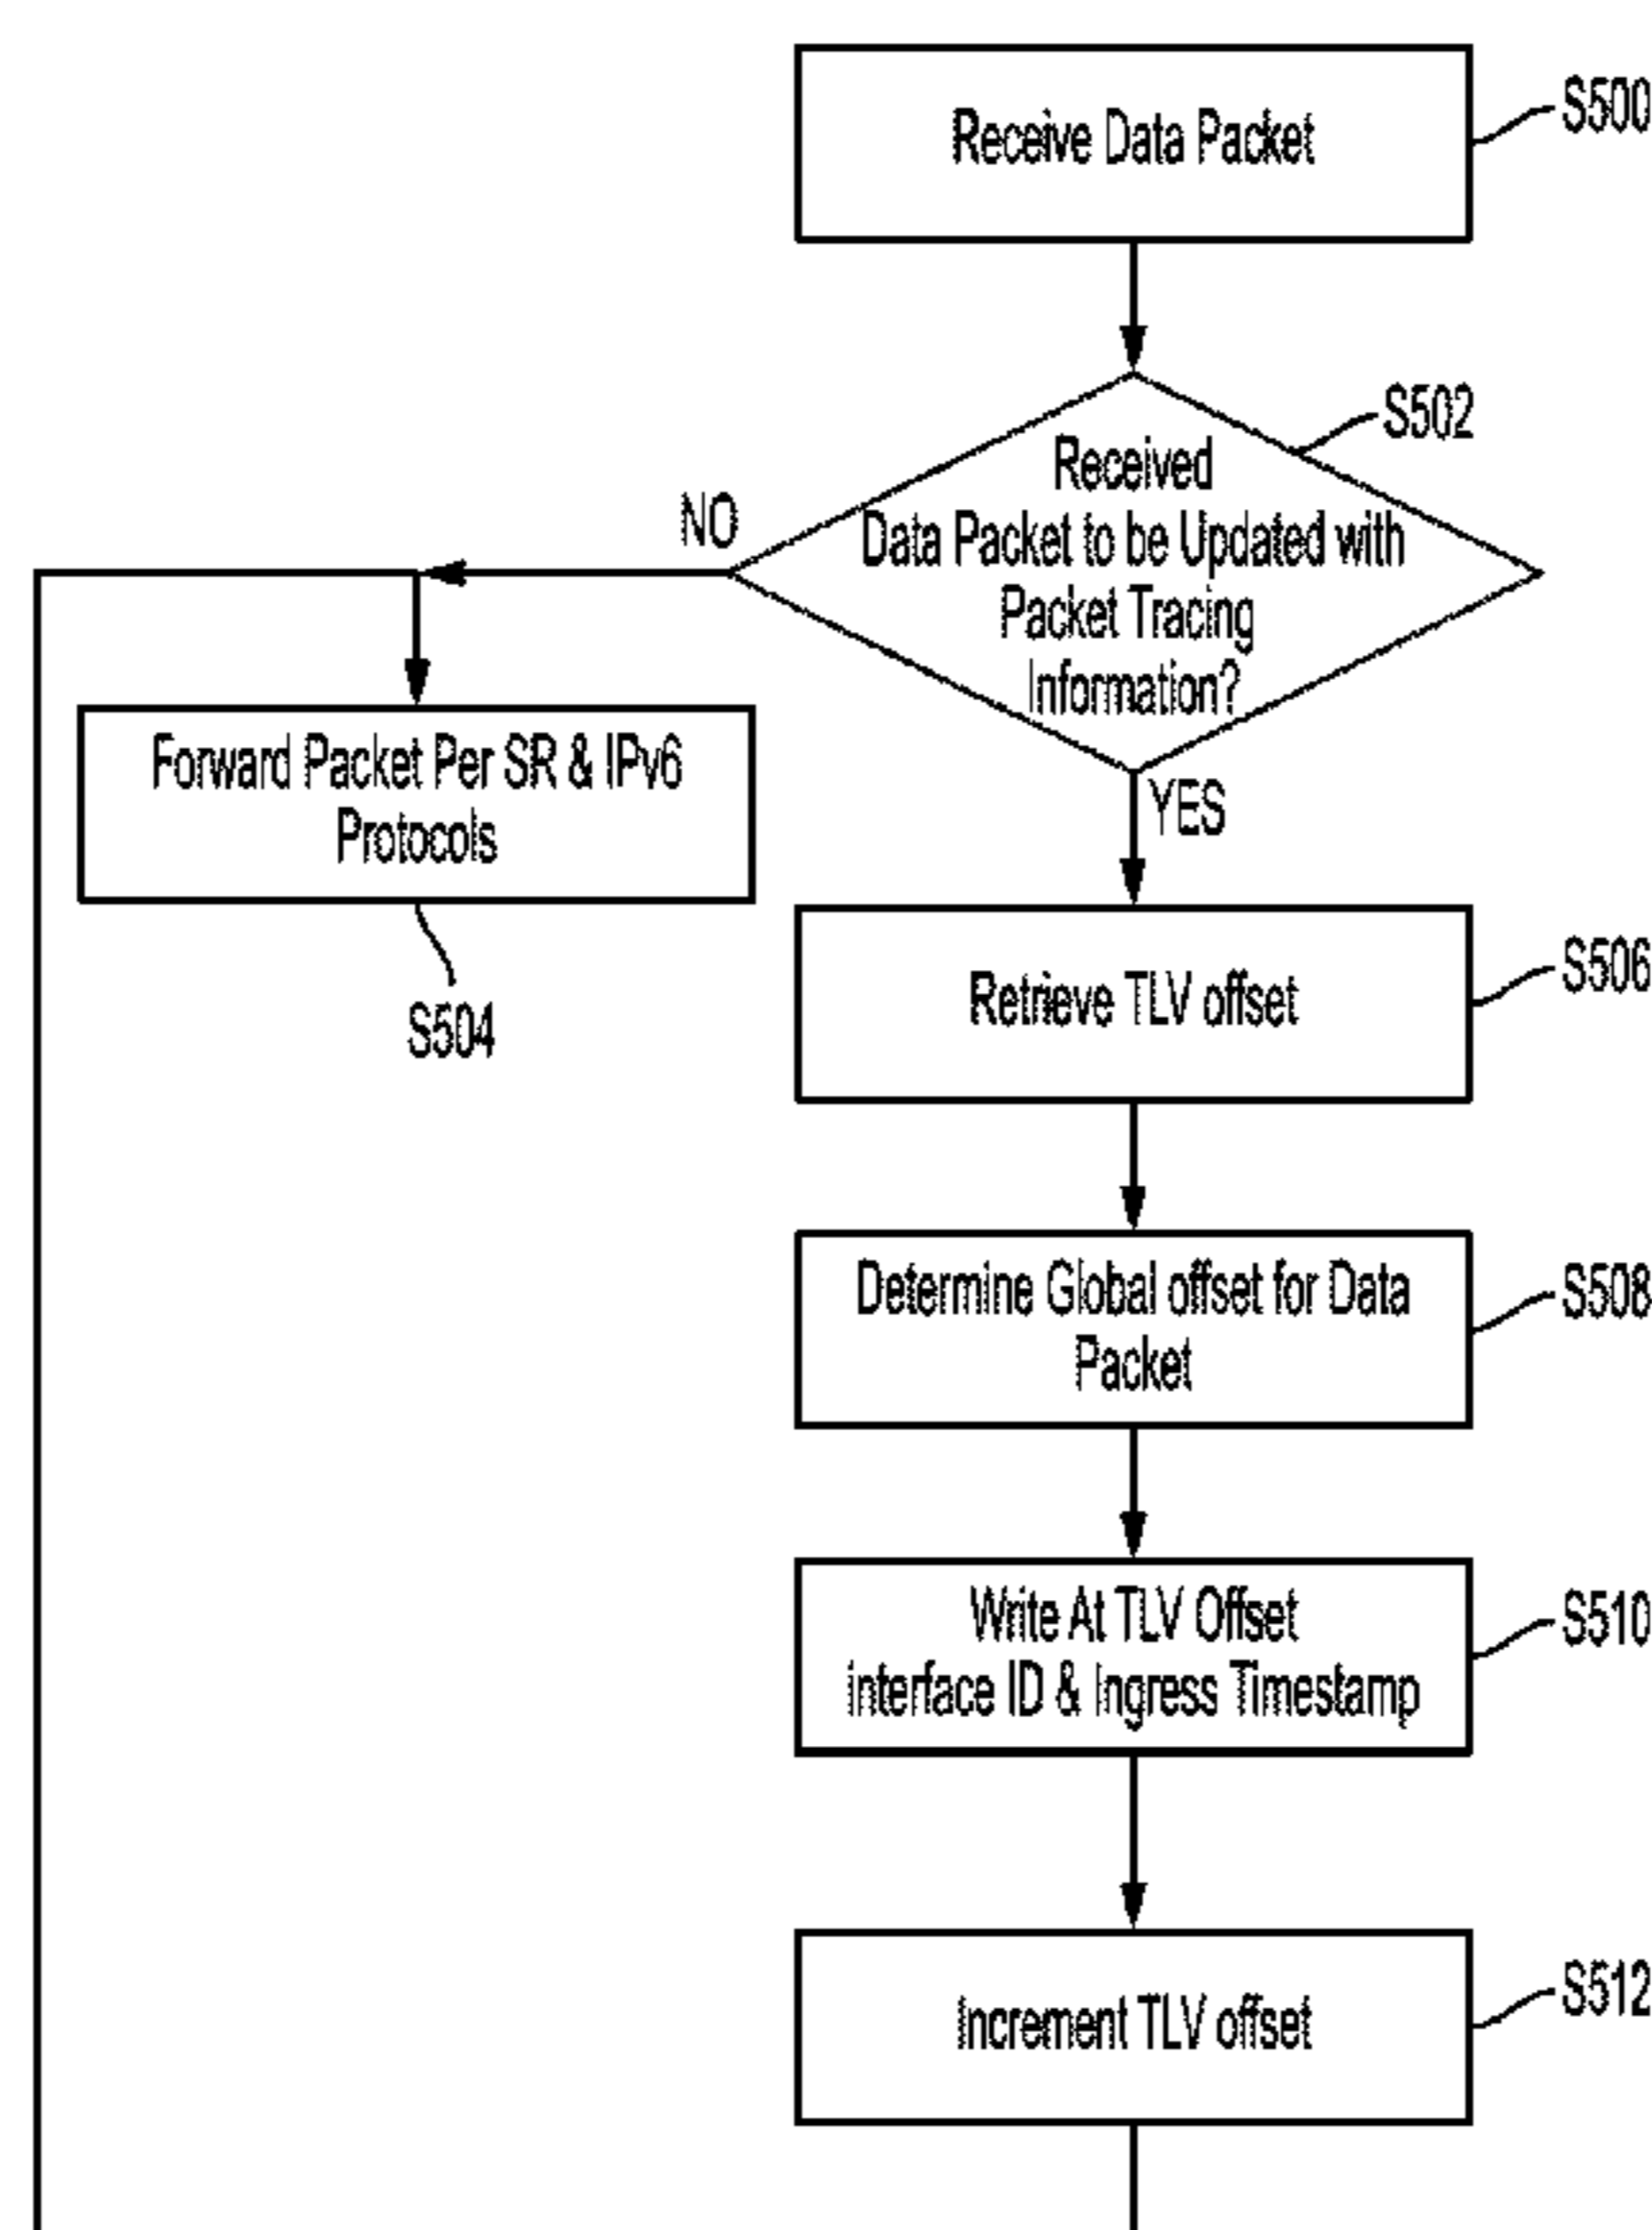 Receive Data Packet
S500
S502
Received
Data Packet to be Updated with
Packet Tracing
Information?
NO
YES
Forward Packet Per SR & IPv6
Protocols
S504
Retrieve TLV offset
S506
Determine Global offset for Data
Packet
S508
Write At TLV Offset
interface ID & Ingress Timestamp
S510
Increment TLV offset
S512